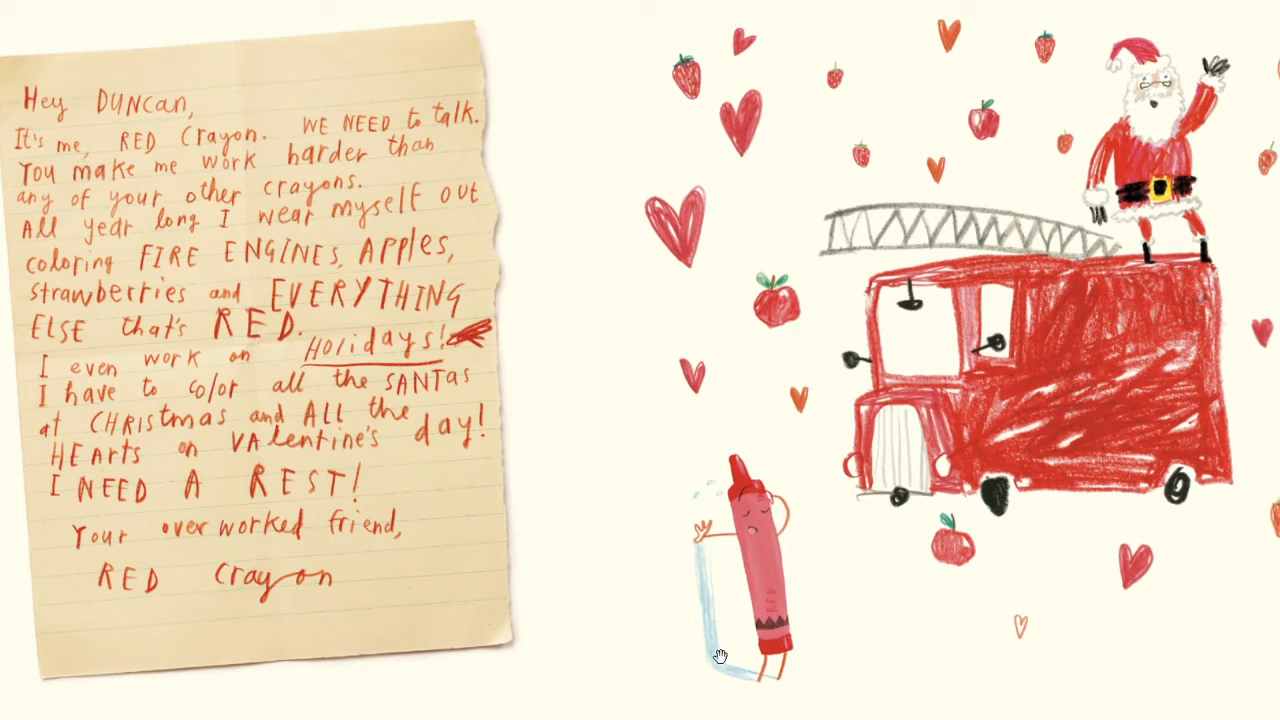 Hey DUNCan,
It's me, RED Crayon. WE NEED to talk.
You make me work harder than
any of your other crayons.
All year long I wear myself out
coloring FIRE ENGINES, Apples,
strawberries and EVERYTHING
ELSE that's RED.
I even work on Holidays!
I have to color all the SANTas
at CHRistmas and ALL the
HEArts on VAlentine's day!
I NEED A REST!
Your overworked friend,
RED Crayon
RED